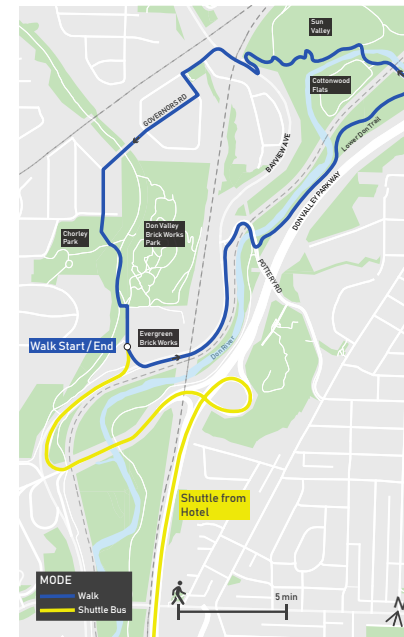 Sun
Valley
Cottonwood
Flats
GOVERNORS RD
BAYVIEW AVE
Lower Don Trail
DON VALLEY PARKWAY
Chorley
Park
Don Valley
Brick Works
Park
POTTERY RD
Walk Start / End
Evergreen
Brick Works
Don River
Shuttle from
Hotel
MODE
Walk
Shuttle Bus
5 min